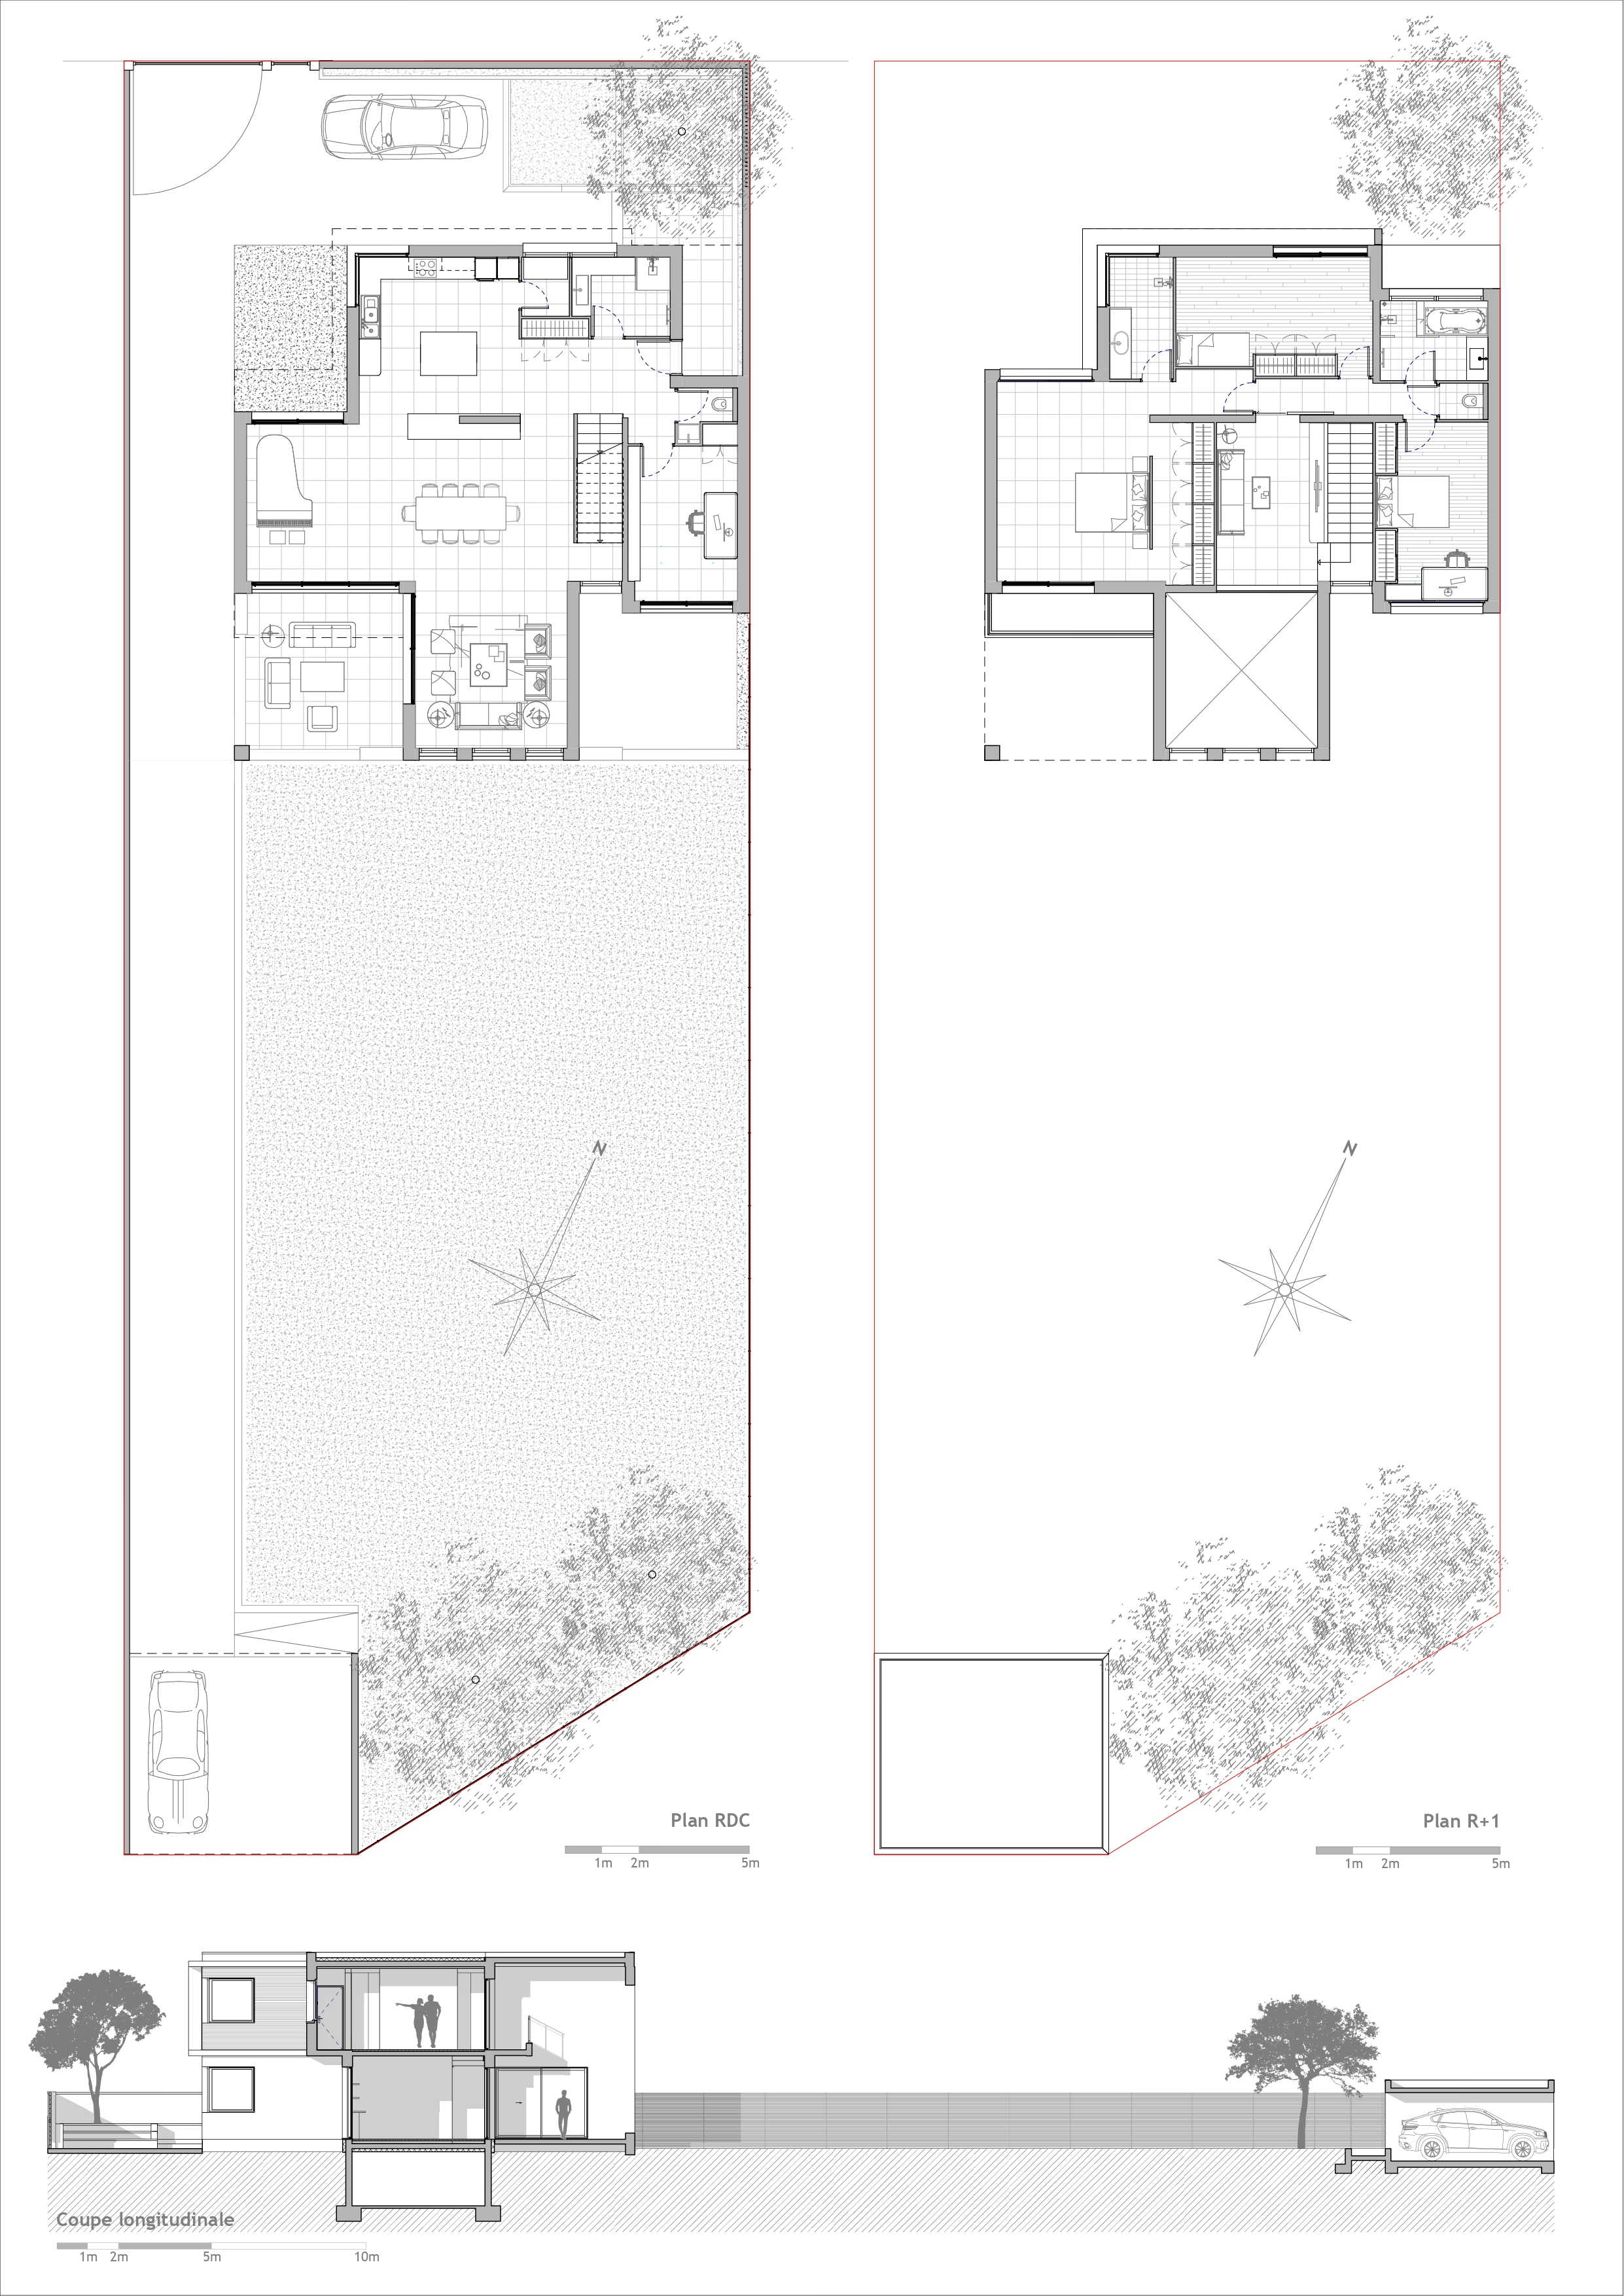 N
N
Plan RDC
1m 2m 5m
Plan R+1
1m 2m 5m
Coupe longitudinale
1m 2m 5m 10m